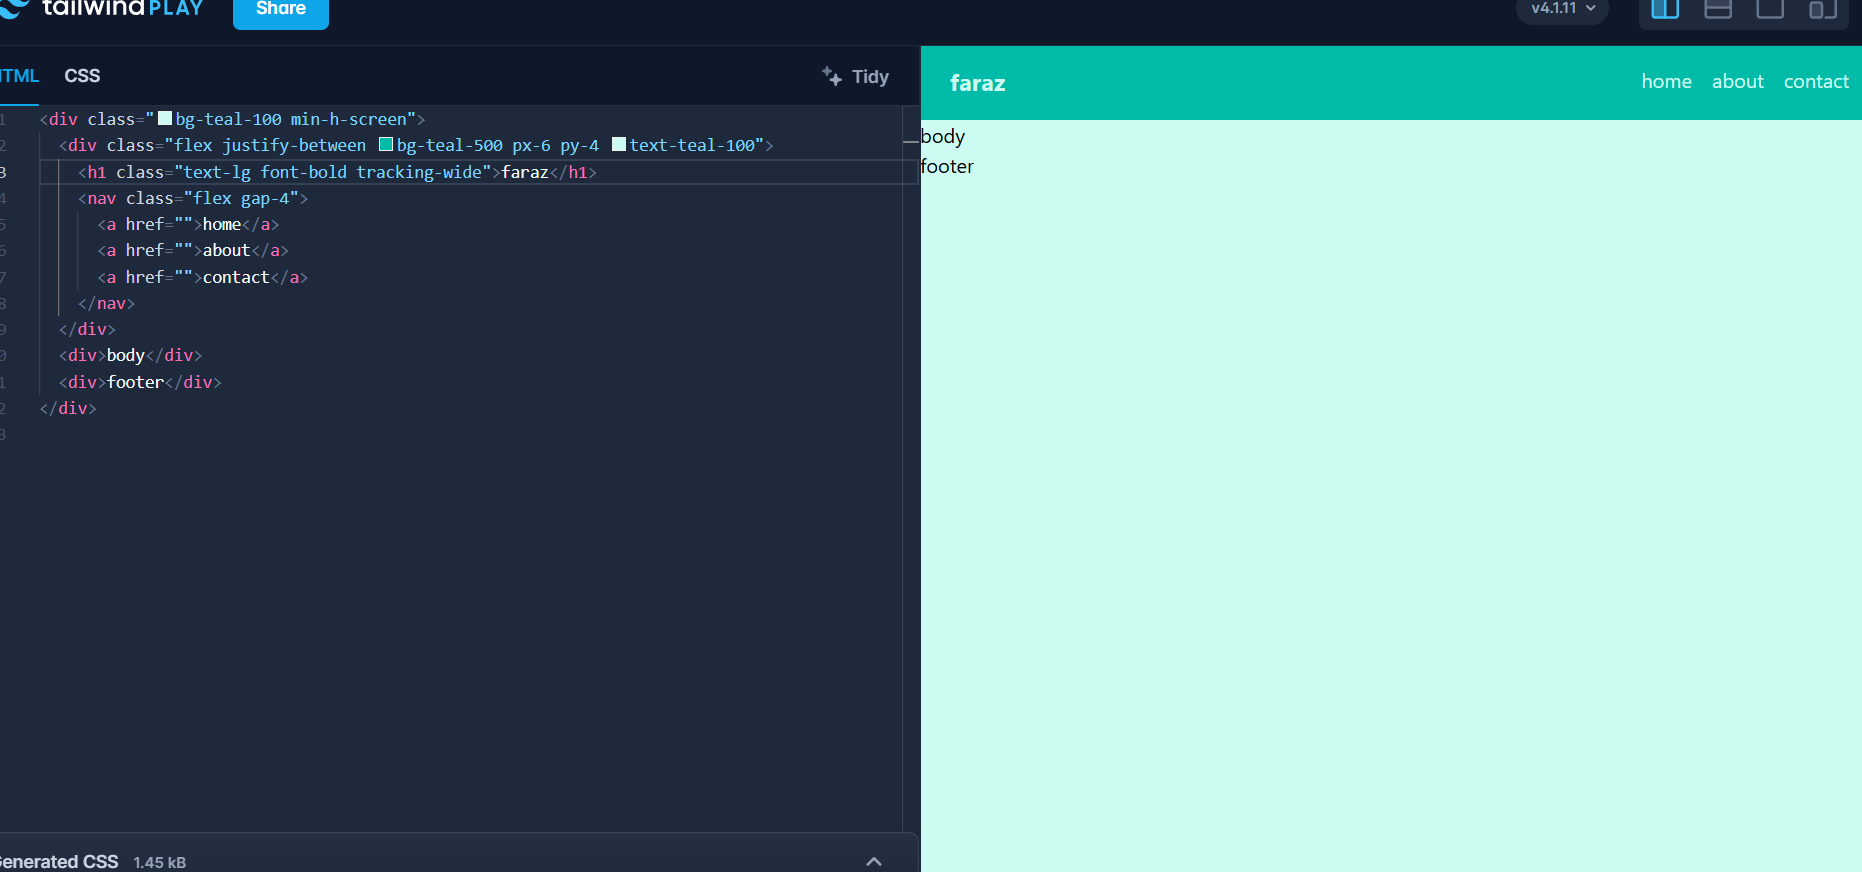 tailwind PLAY
Share
v4.1.11
HTML CSS
Tidy
<div class="bg-teal-100 min-h-screen">
<div class="flex justify-between bg-teal-500 px-6 py-4 text-teal-100">
3 <h1 class="text-lg font-bold tracking-wide">faraz</h1>
4 <nav class="flex gap-4">
5 <a href="">home</a>
6 <a href="">about</a>
7 <a href="">contact</a>
8 </nav>
9 </div>
0 <div>body</div>
1 <div>footer</div>
2 </div>
3
Generated CSS 1.45 kB
faraz
home about contact
body
footer